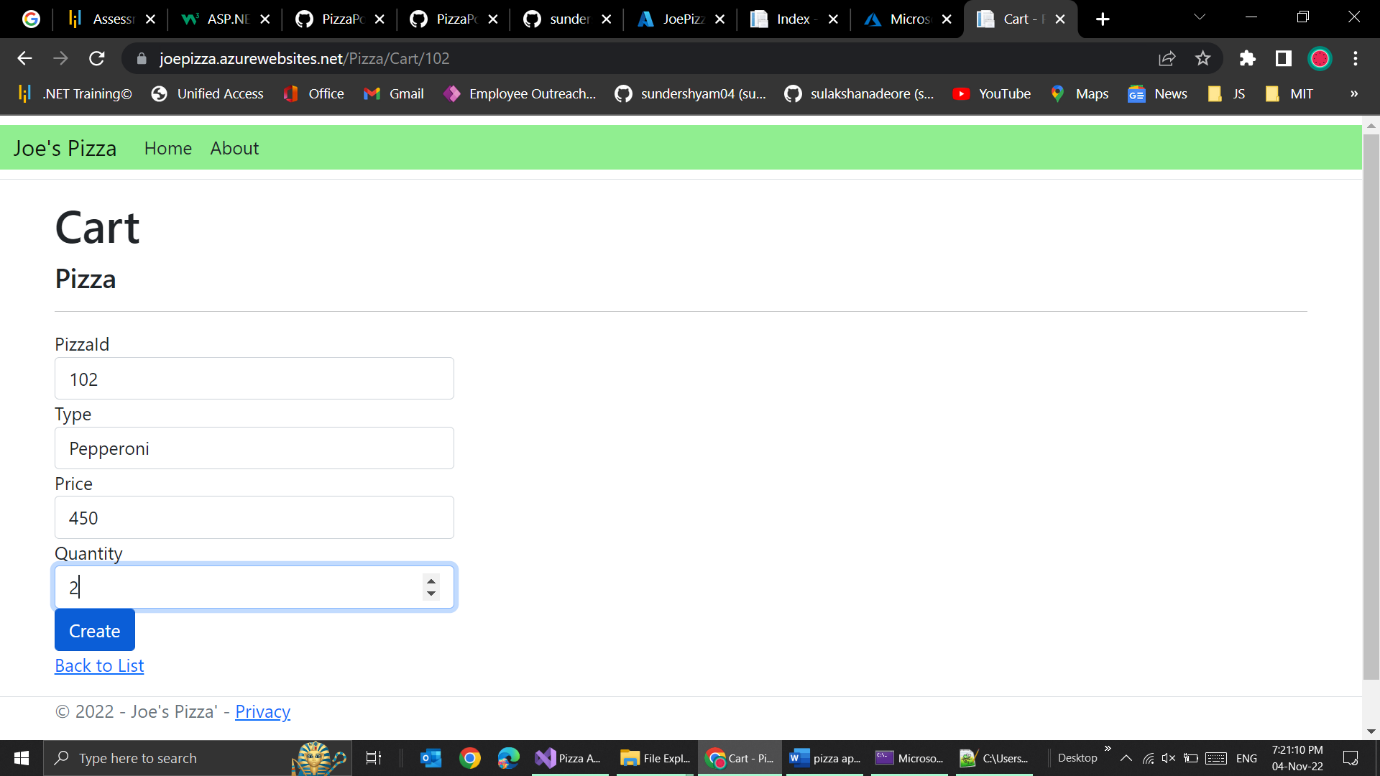 Assessr
ASP.NE
PizzaPo
PizzaPo
sunder
JoePizz
Index -
Micros
Cart -
joepizza.azurewebsites.net/Pizza/Cart/102
.NET Training© Unified Access Office Gmail Employee Outreach... sundershyam04 (su... sulakshanadeore (s... YouTube Maps News JS MIT »
Joe's Pizza Home About
Cart
Pizza
PizzaId
102
Type
Pepperoni
Price
450
Quantity
2
Create
Back to List
© 2022 - Joe's Pizza' - Privacy
Type here to search
Pizza A...
File Expl...
Cart - Pi...
pizza ap...
Microso...
C:\Users...
Desktop »
ENG
7:21:10 PM
04-Nov-22